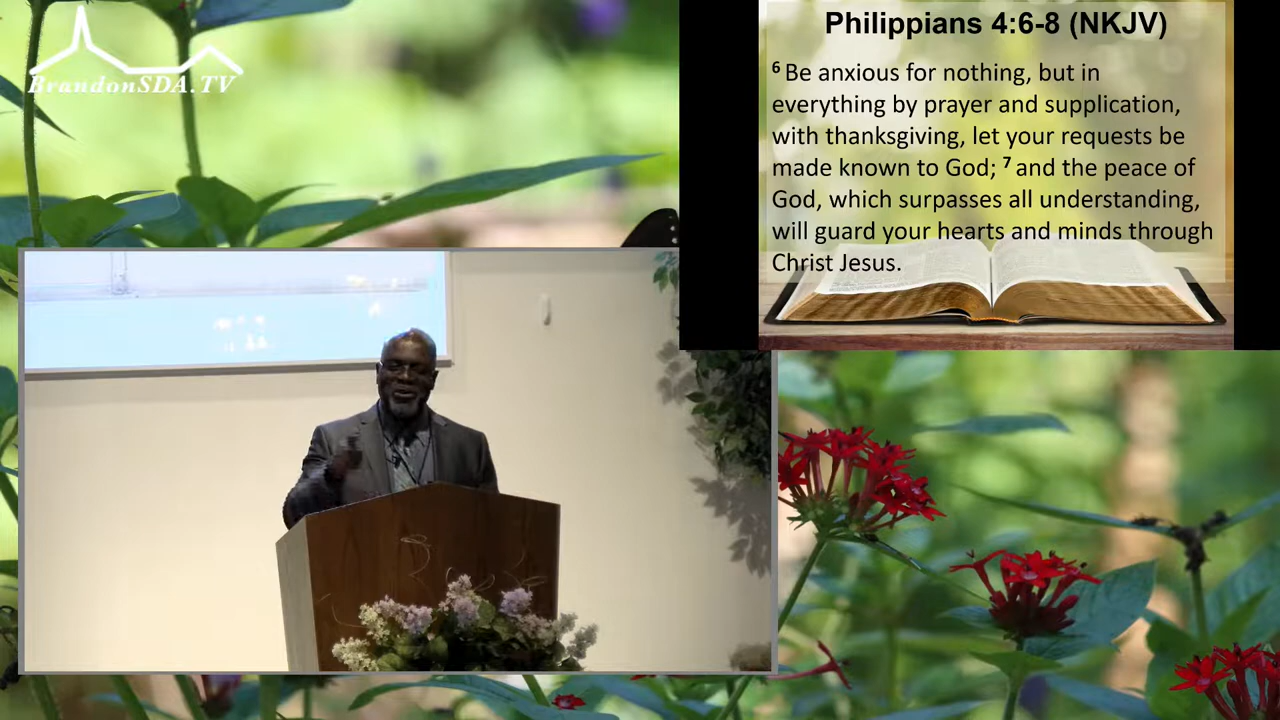 BrandonSDA.TV
Philippians 4:6-8 (NKJV)
6 Be anxious for nothing, but in
everything by prayer and supplication,
with thanksgiving, let your requests be
made known to God; 7 and the peace of
God, which surpasses all understanding,
will guard your hearts and minds through
Christ Jesus.